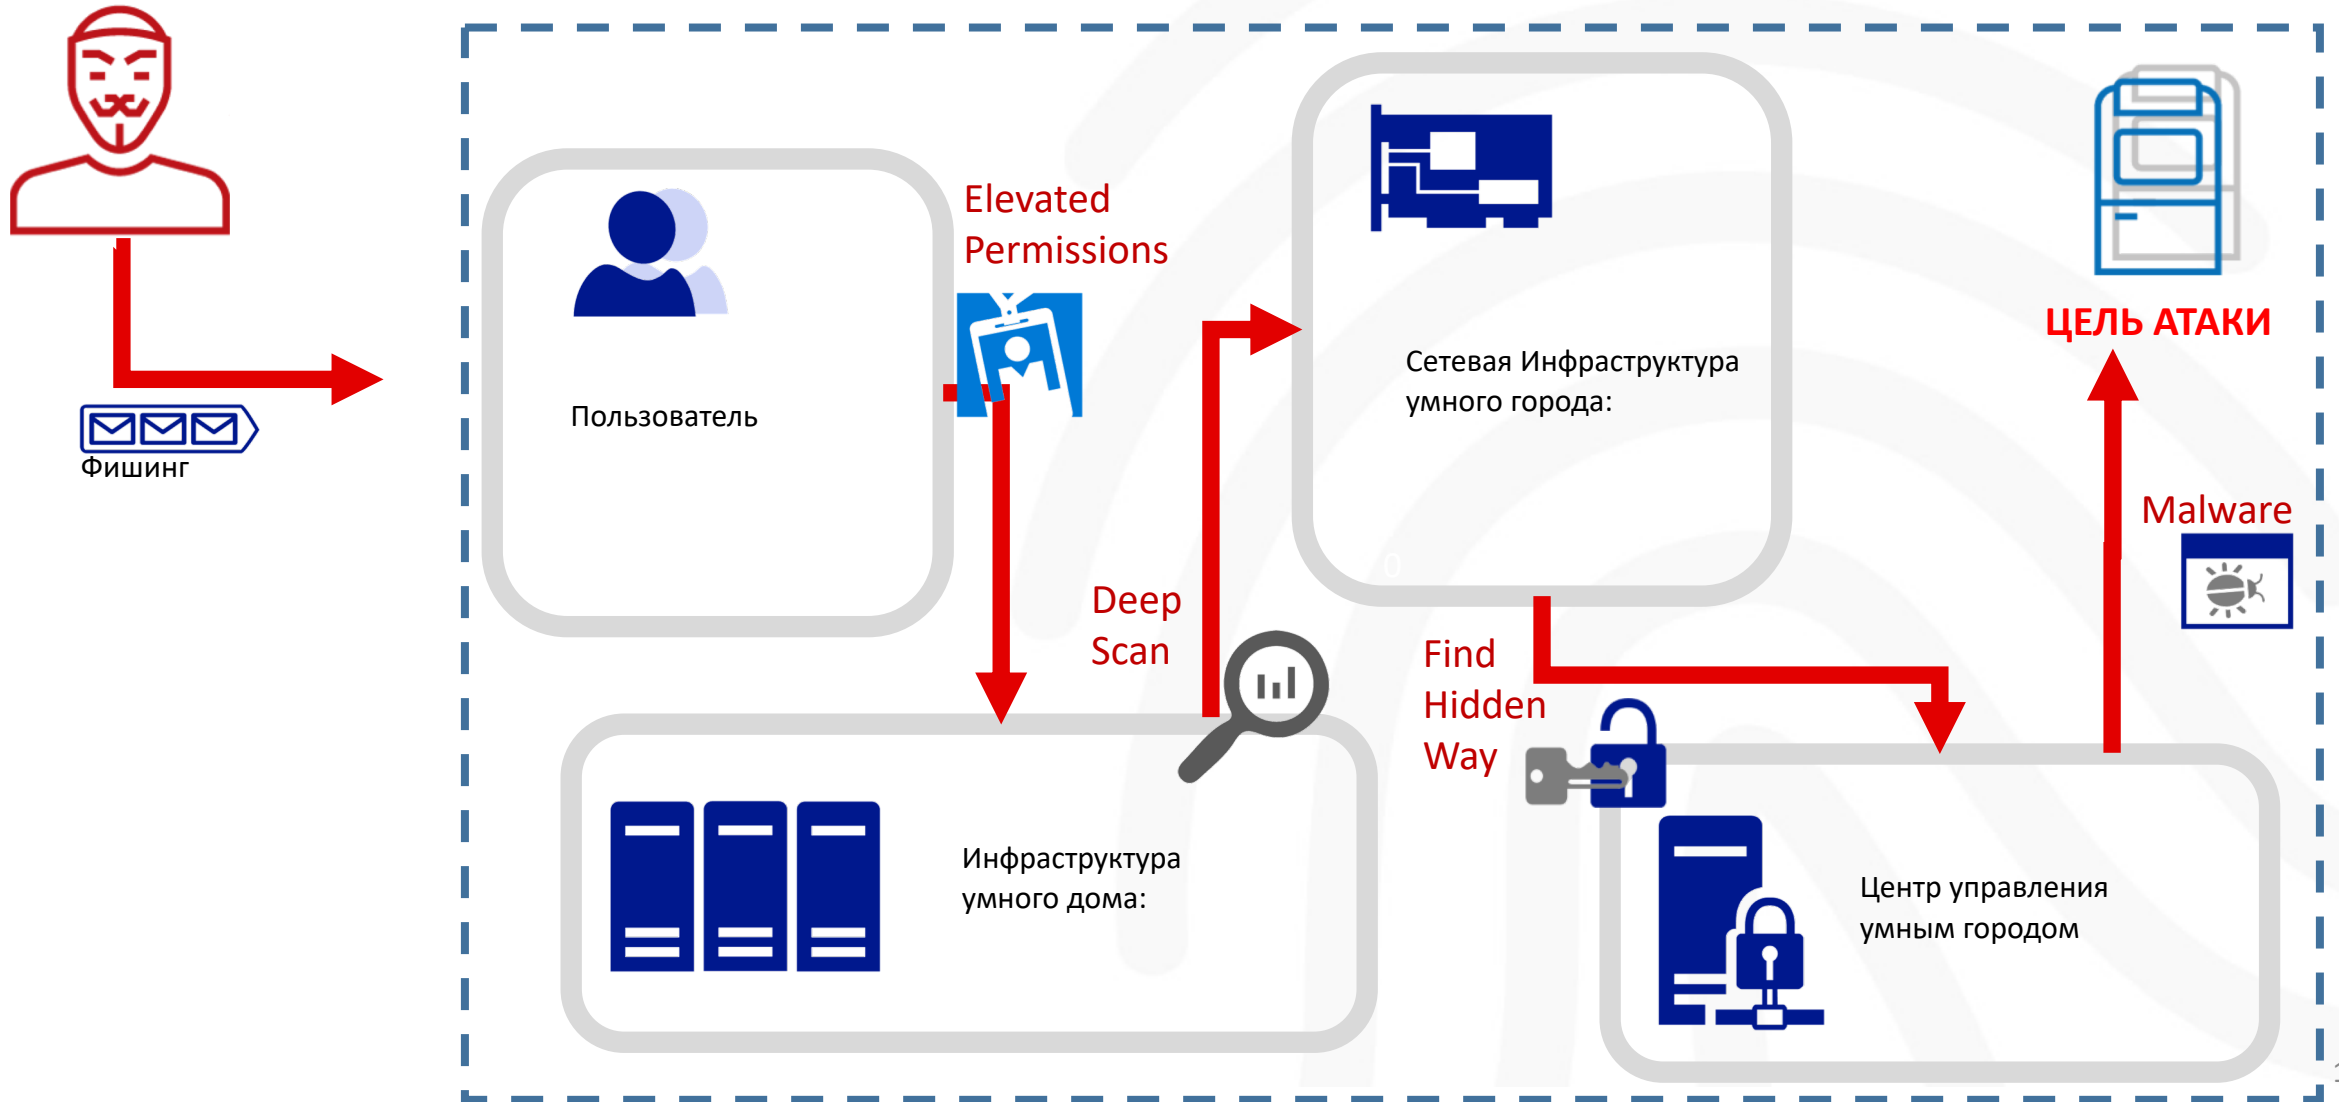 Фишинг
Пользователь
Elevated
Permissions
Deep
Scan
Инфраструктура
умного дома:
Сетевая Инфраструктура
умного города:
0
Find
Hidden
Way
Центр управления
умным городом
Malware
ЦЕЛЬ АТАКИ